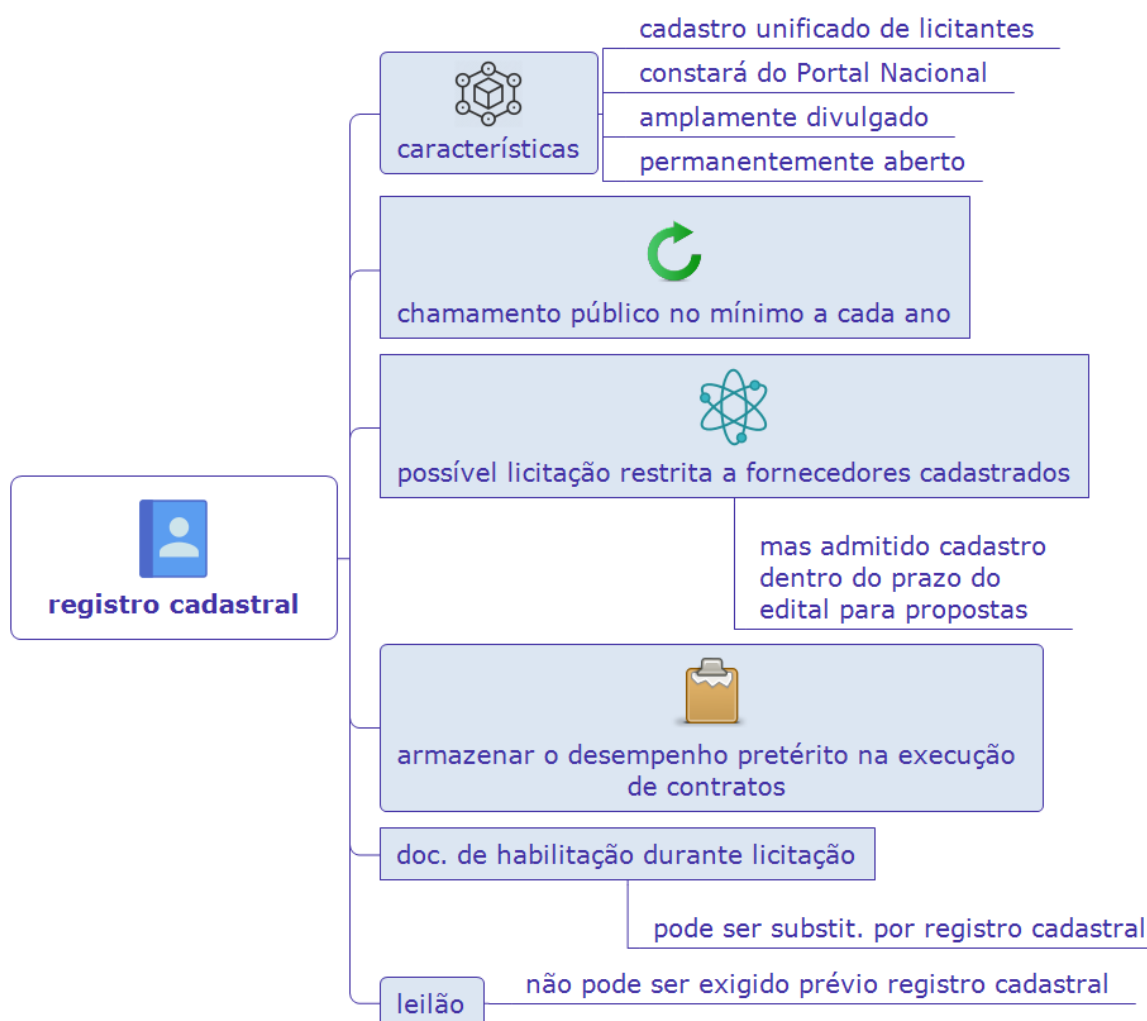 registro cadastral
características
cadastro unificado de licitantes
constará do Portal Nacional
amplamente divulgado
permanentemente aberto
chamamento público no mínimo a cada ano
possível licitação restrita a fornecedores cadastrados
mas admitido cadastro
dentro do prazo do
edital para propostas
armazenar o desempenho pretérito na execução
de contratos
doc. de habilitação durante licitação
pode ser substit. por registro cadastral
leilão
não pode ser exigido prévio registro cadastral